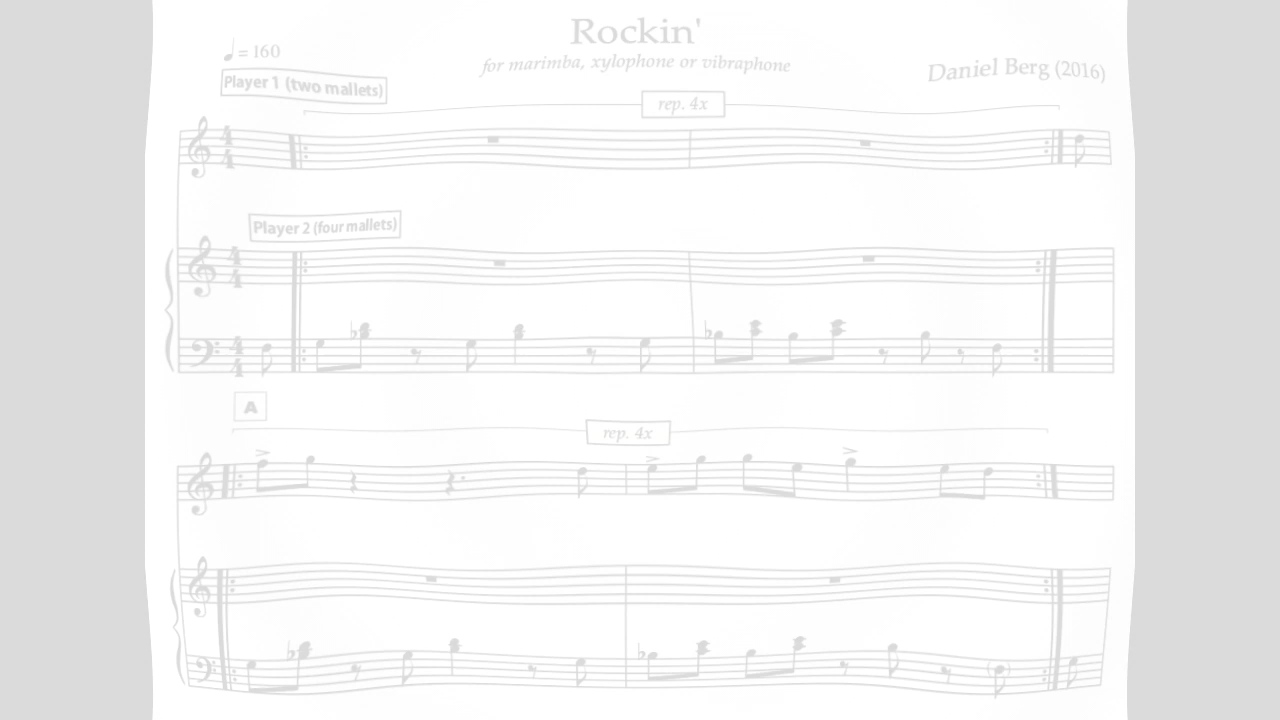 Rockin'
♩ = 160
for marimba, xylophone or vibraphone
Daniel Berg (2016)
Player 1 (two mallets)
rep. 4x
Player 2 (four mallets)
A
rep. 4x